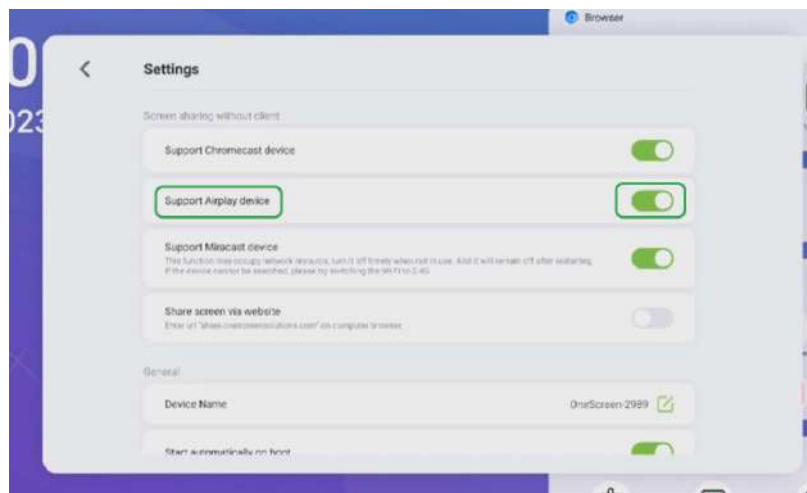 Browser
0
023
Settings
Screen sharing without client
Support Chromecast device
Support Airplay device
Support Miracast device
This function may occupy network resource, turn it off timely when not in use. And it will remain off after restarting.
If the device cannot be searched, please try switching the WI-FI to 2.4G
Share screen via website
Enter url "share.onescreensolutions.com" on computer browser
General
Device Name
OneScreen-2989
Start automatically on boot